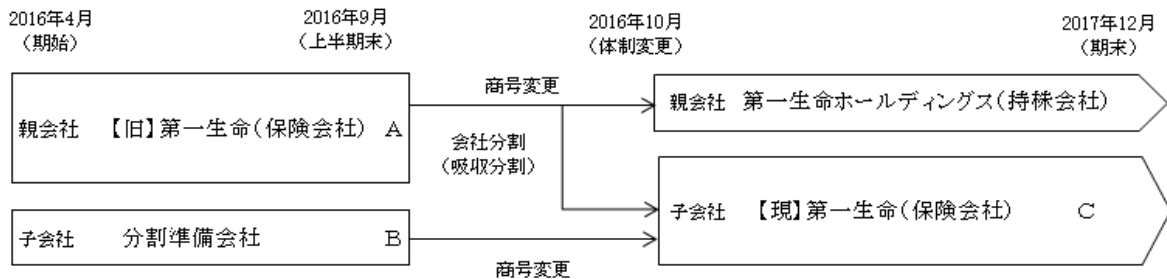 2016年4月
（期始）
2016年9月
（上半期末）
2016年10月
（体制変更）
2017年12月
（期末）
親会社 【旧】第一生命（保険会社） A
商号変更
親会社 第一生命ホールディングス（持株会社）
会社分割
（吸収分割）
子会社 【現】第一生命（保険会社） C
子会社 分割準備会社 B
商号変更